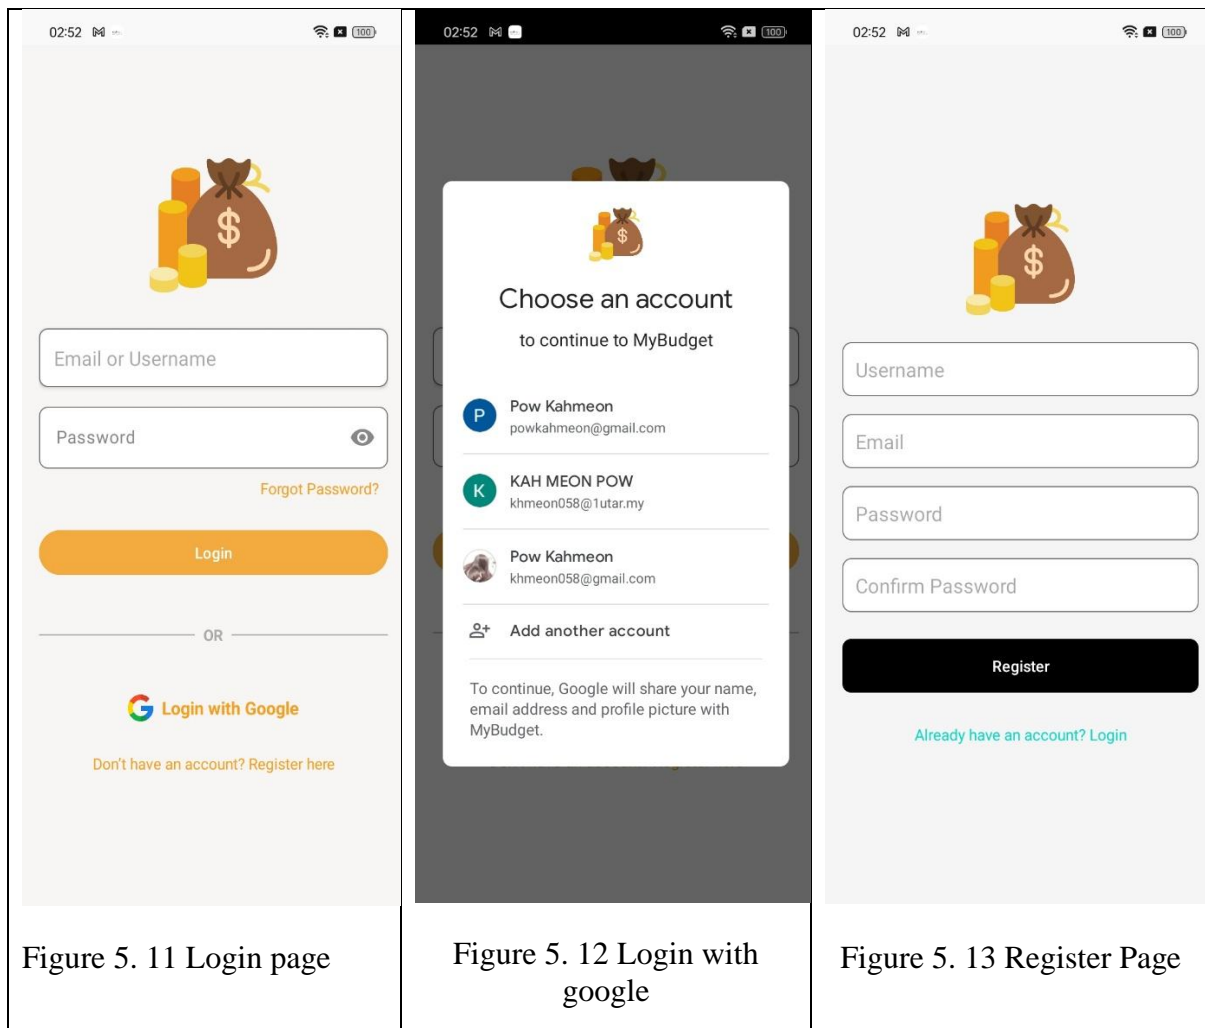 02:52
100
$
Email or Username
Password
Forgot Password?
Login
OR
Login with Google
Don't have an account? Register here
Figure 5. 11 Login page
02:52
100
$
Choose an account
to continue to MyBudget
P
Pow Kahmeon
powkahmeon@gmail.com
K
KAH MEON POW
khmeon058@1utar.my
Pow Kahmeon
khmeon058@gmail.com
Add another account
To continue, Google will share your name,
email address and profile picture with
MyBudget.
Figure 5. 12 Login with
google
02:52
100
$
Username
Email
Password
Confirm Password
Register
Already have an account? Login
Figure 5. 13 Register Page